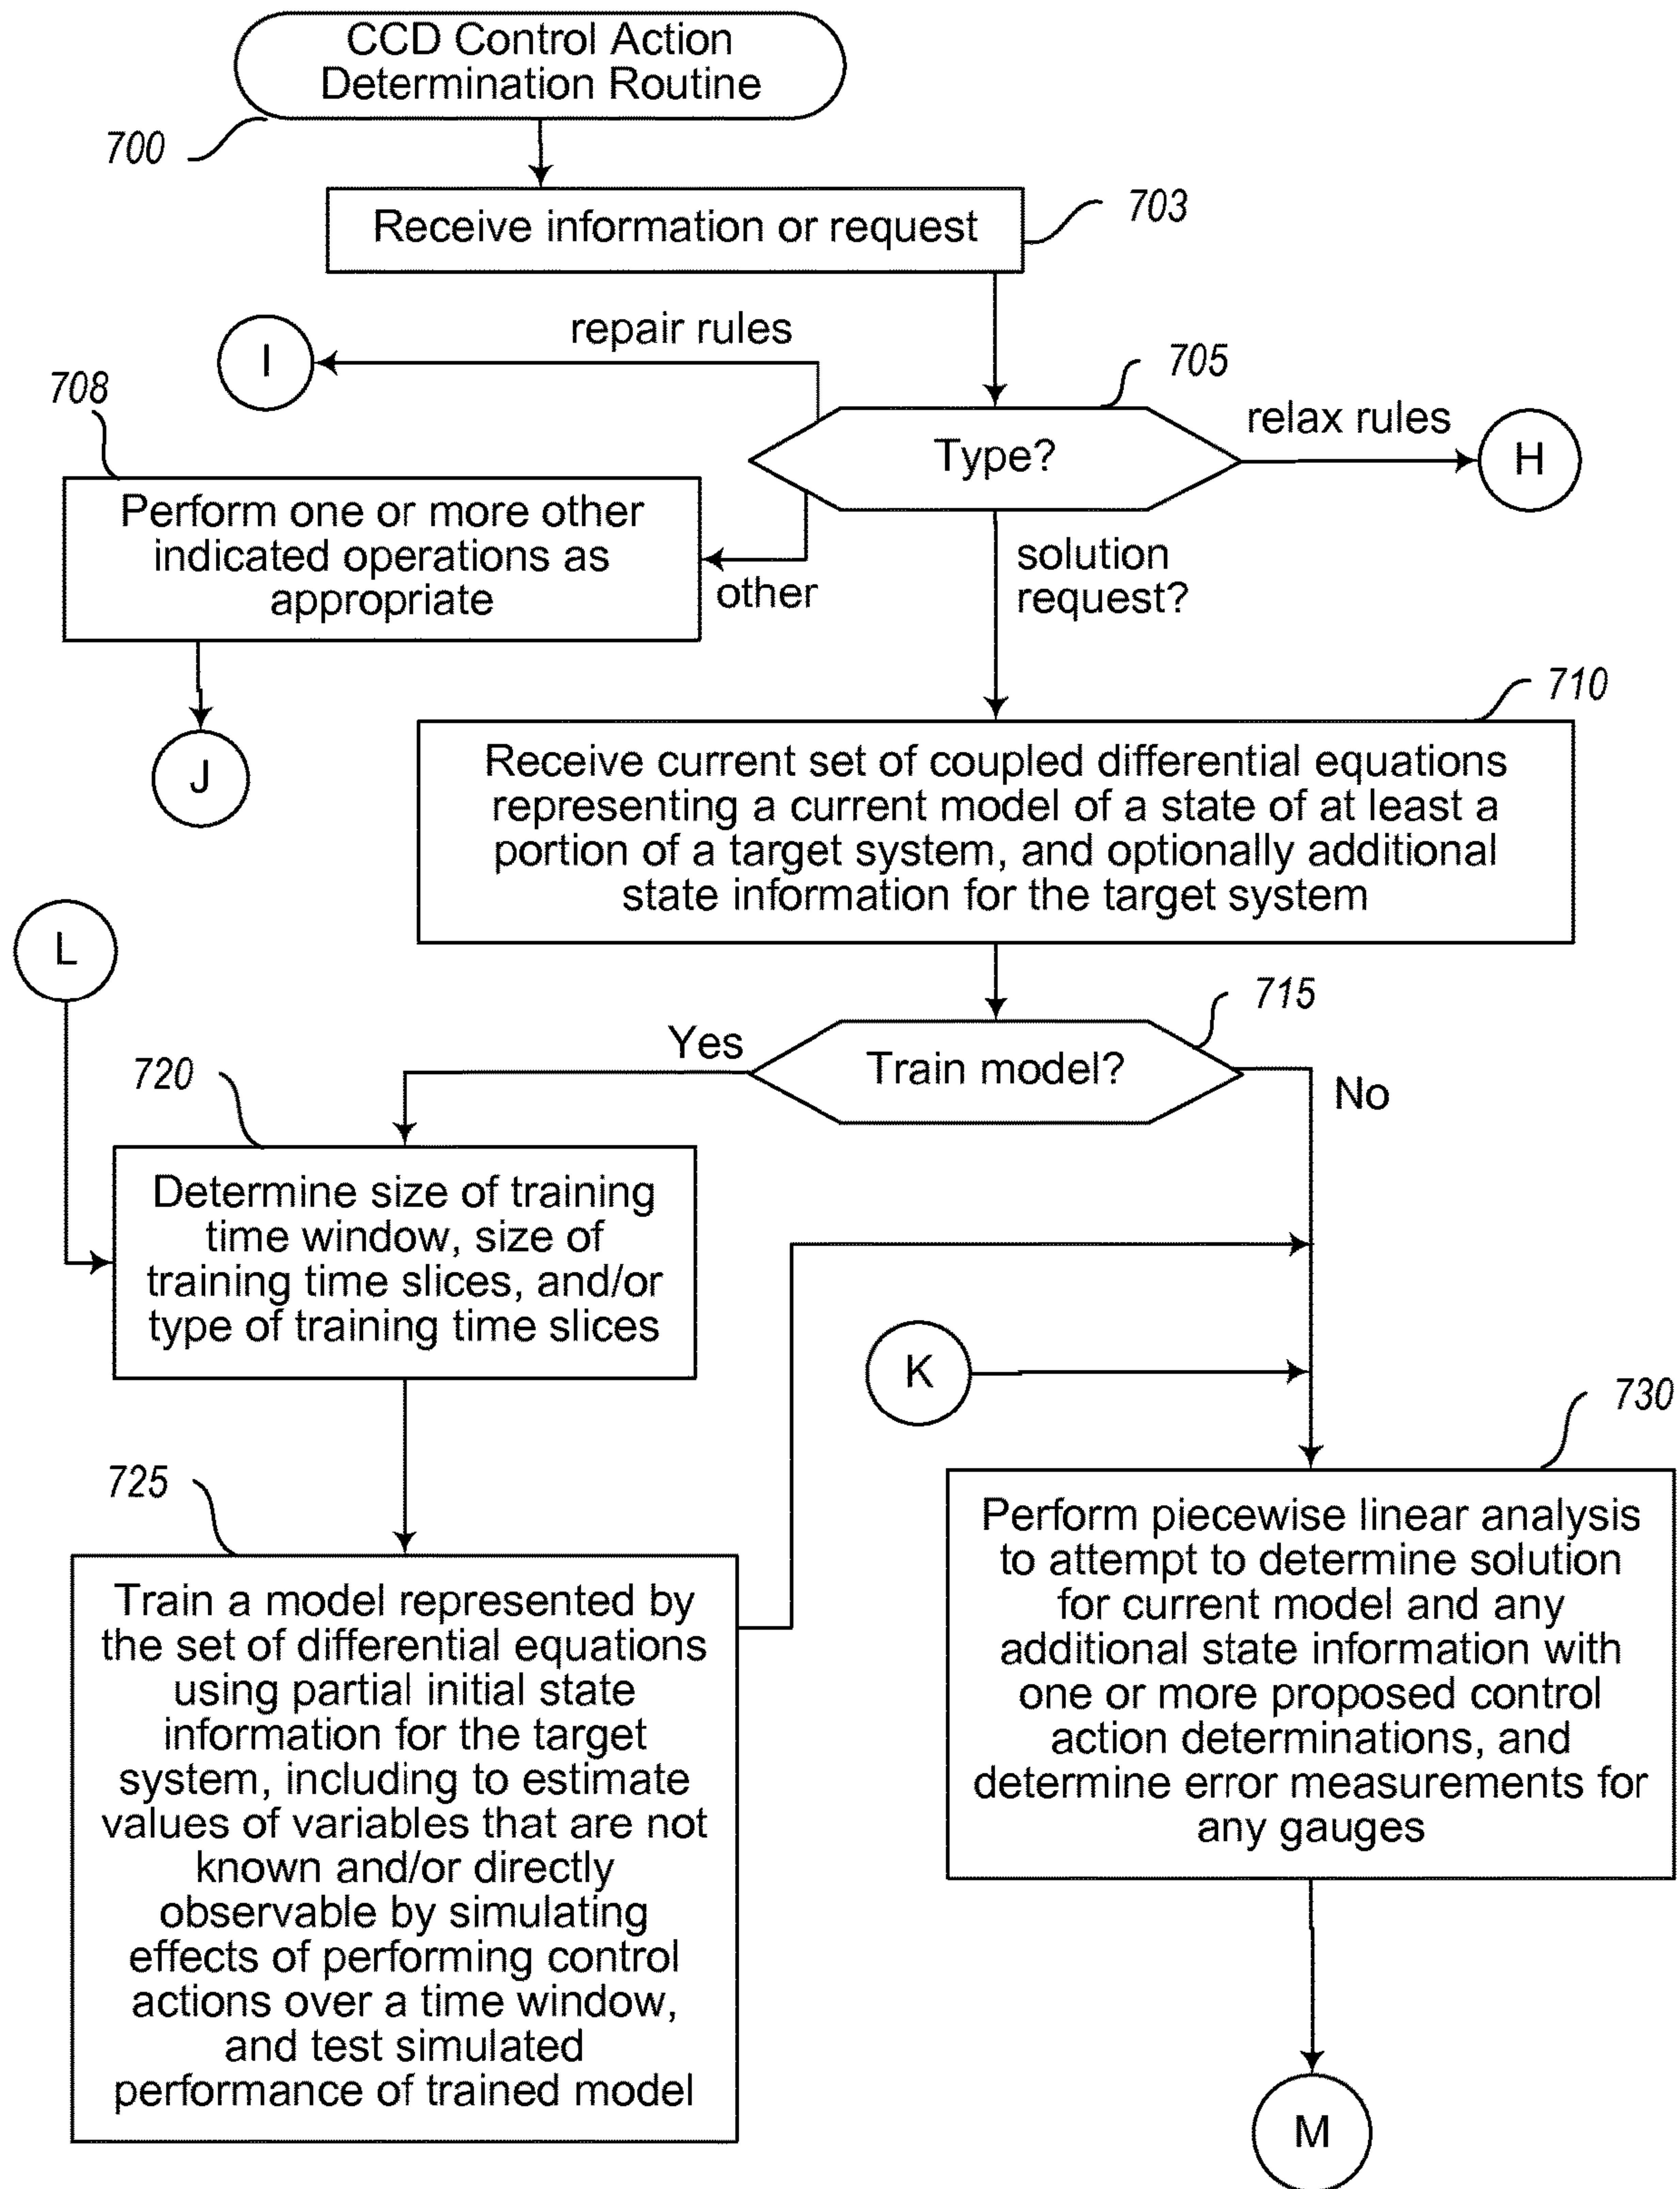 CCD Control Action
Determination Routine
700
Receive information or request
703
repair rules
I
705
Type?
relax rules
H
708
Perform one or more other
indicated operations as
appropriate
other
solution
request?
J
710
Receive current set of coupled differential equations
representing a current model of a state of at least a
portion of a target system, and optionally additional
state information for the target system
L
715
Train model?
Yes
No
720
Determine size of training
time window, size of
training time slices, and/or
type of training time slices
K
725
Train a model represented by
the set of differential equations
using partial initial state
information for the target
system, including to estimate
values of variables that are not
known and/or directly
observable by simulating
effects of performing control
actions over a time window,
and test simulated
performance of trained model
730
Perform piecewise linear analysis
to attempt to determine solution
for current model and any
additional state information with
one or more proposed control
action determinations, and
determine error measurements for
any gauges
M